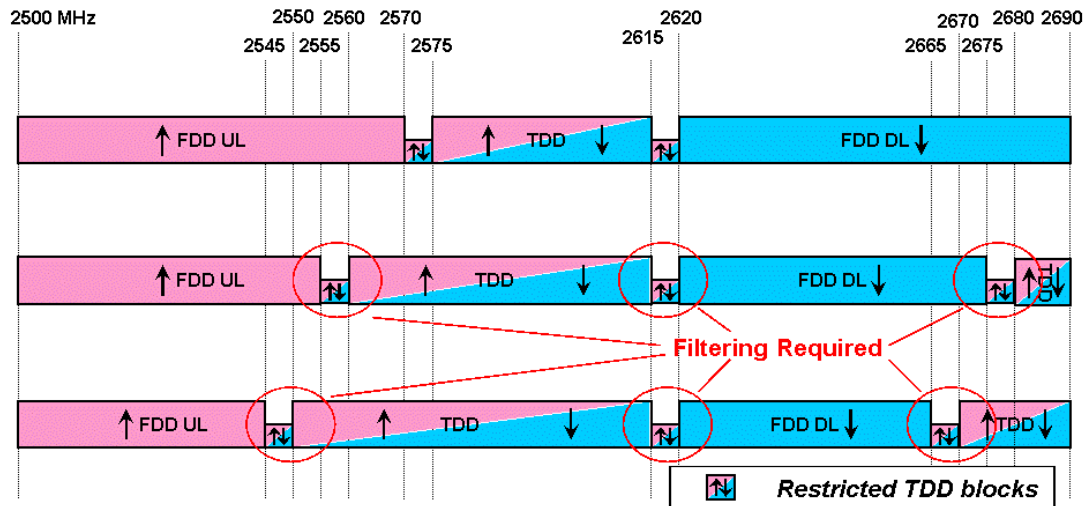 2500 MHz 2550 2560 2570 2620 2670 2680 2690
2545 2555 2575 2615 2665 2675
FDD UL TDD FDD DL
FDD UL TDD FDD DL TDD
Filtering Required
FDD UL TDD FDD DL TDD
Restricted TDD blocks